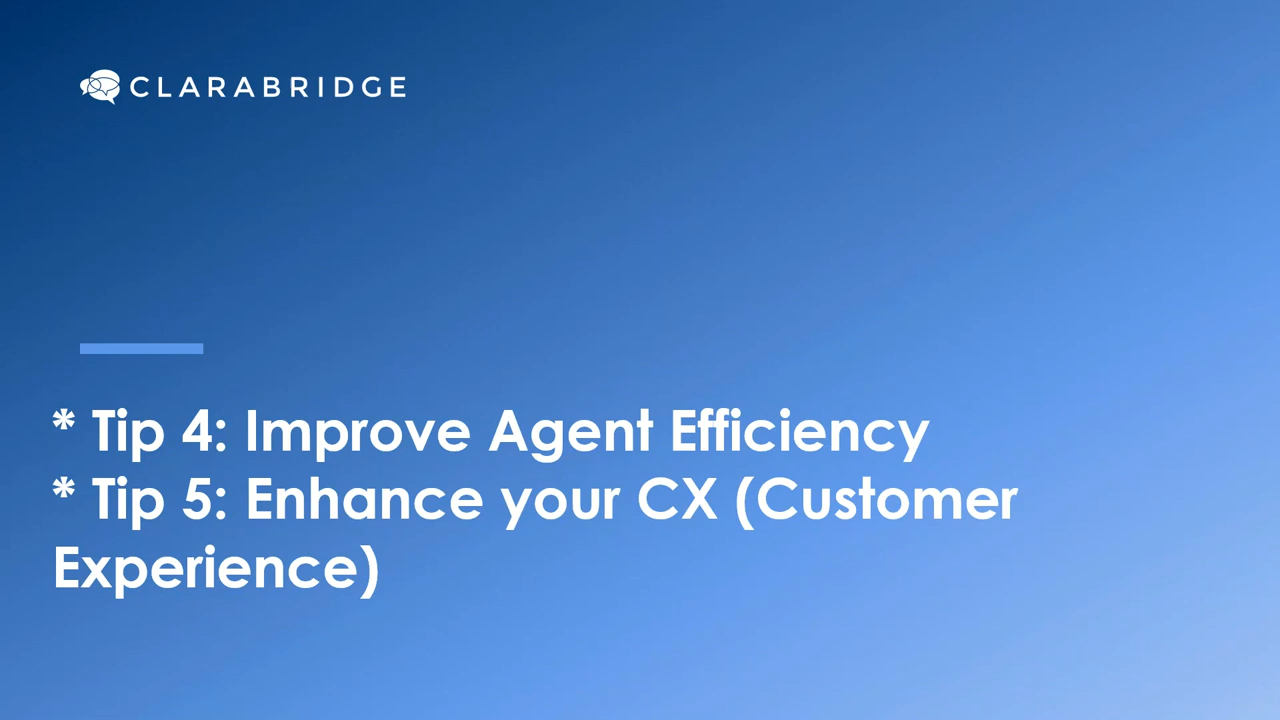 CLARABRIDGE
* Tip 4: Improve Agent Efficiency
* Tip 5: Enhance your CX (Customer
Experience)